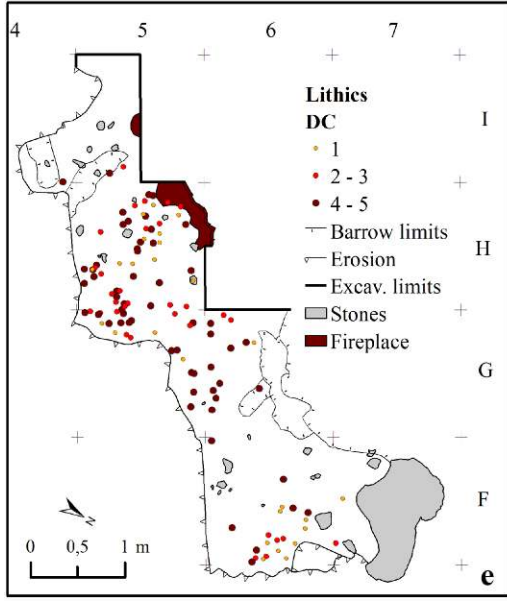 4 5 6 7
I
Lithics
DC
1
2 - 3
4 - 5
Barrow limits
H
Erosion
Excav. limits
Stones
Fireplace
G
F
N
0 0,5 1 m
e